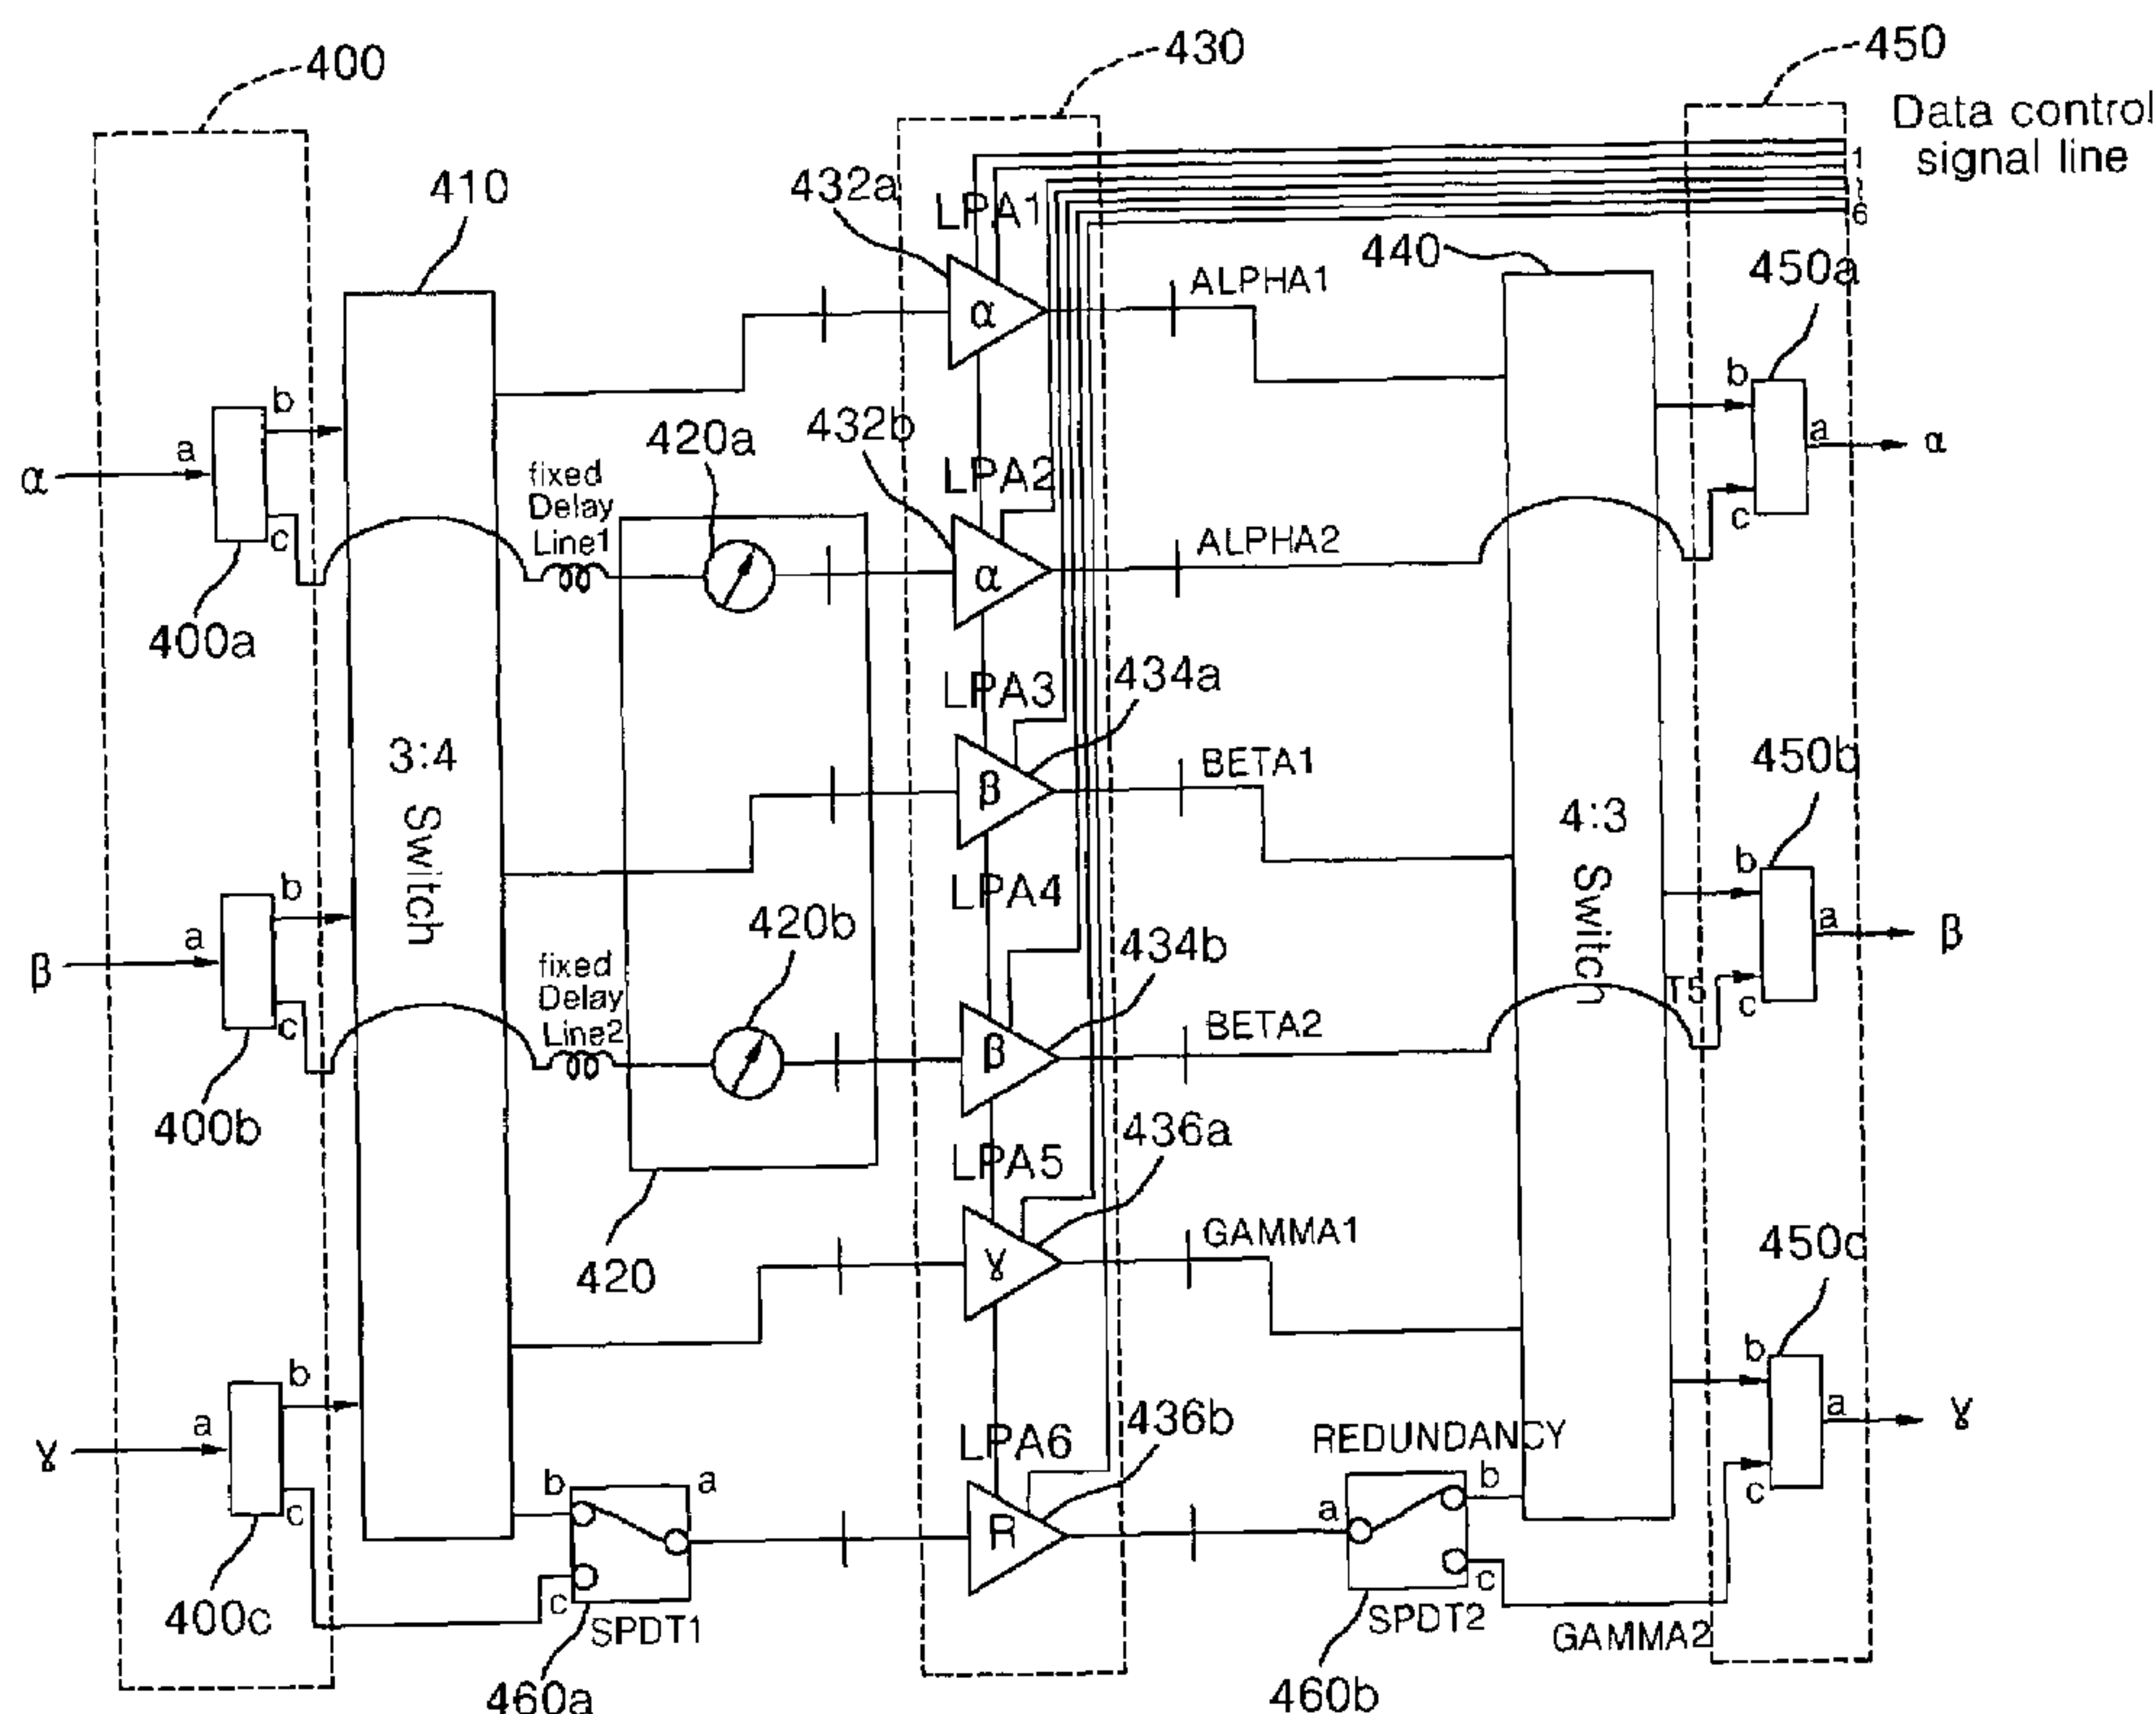 400
430
450
Data control
signal line
410
432a
LPA1
1
1
6
440
450a
ALPHA1
α
b
a
α
c
400a
432b
420a
fixed
Delay
Line1
LPA2
α
ALPHA2
b
a
α
c
3:4
Switch
LPA3
434a
β
BETA1
4:3
Switch
450b
b
a
β
c
400b
fixed
Delay
Line2
420b
LPA4
434b
β
BETA2
T5
b
a
β
c
420
LPA5
436a
γ
GAMMA1
450c
b
a
γ
c
400c
b
a
c
SPDT1
460a
LPA6
436b
R
REDUNDANCY
a
b
c
SPDT2
460b
GAMMA2
b
a
γ
c